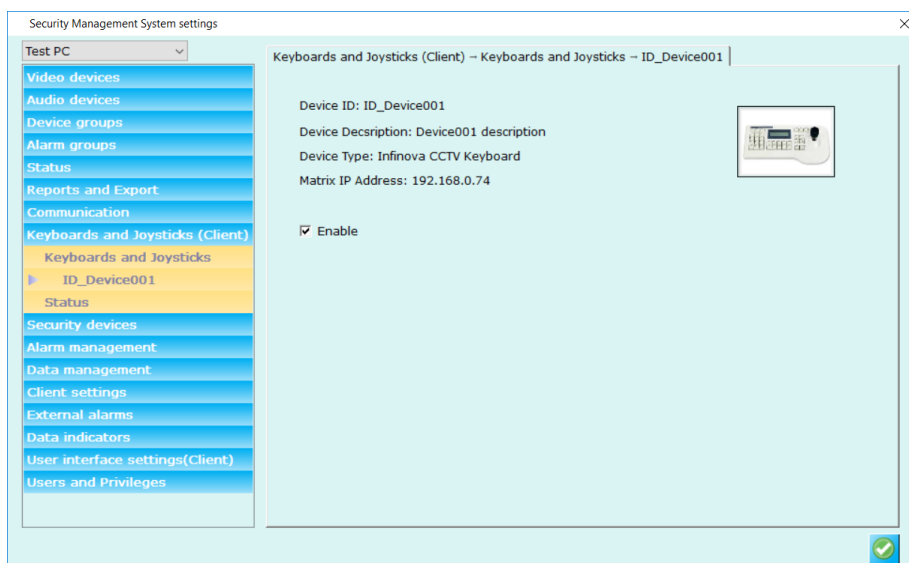 Security Management System settings
Test PC
Keyboards and Joysticks (Client) – Keyboards and Joysticks – ID_Device001
Video devices
Audio devices
Device groups
Alarm groups
Status
Reports and Export
Communication
Keyboards and Joysticks (Client)
Keyboards and Joysticks
ID_Device001
Status
Security devices
Alarm management
Data management
Client settings
External alarms
Data indicators
User interface settings(Client)
Users and Privileges
Device ID: ID_Device001
Device Decsription: Device001 description
Device Type: Infinova CCTV Keyboard
Matrix IP Address: 192.168.0.74
Enable